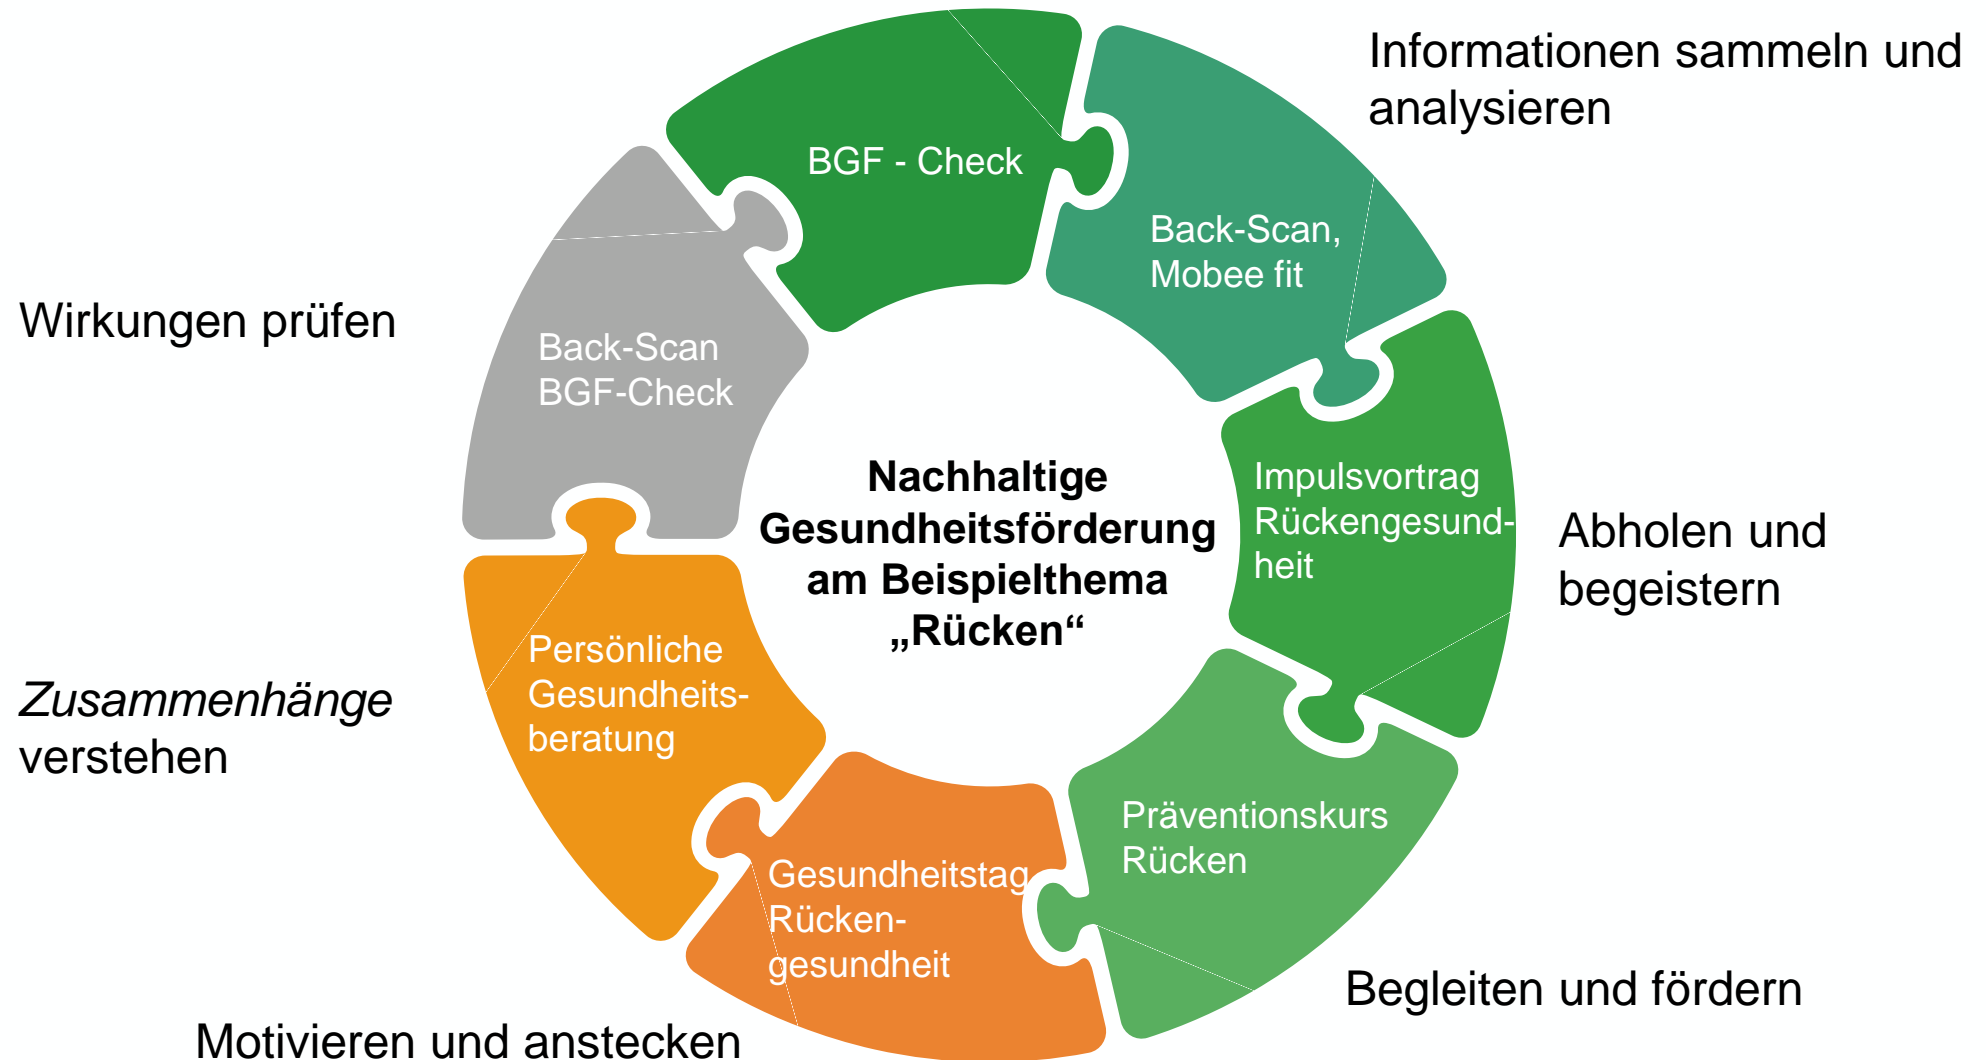 Informationen sammeln und
analysieren
BGF - Check
Back-Scan,
Mobee fit
Wirkungen prüfen
Back-Scan
BGF-Check
Nachhaltige
Gesundheitsförderung
am Beispielthema
„Rücken“
Impulsvortrag
Rückengesund-
heit
Abholen und
begeistern
Persönliche
Gesundheits-
beratung
Zusammenhänge
verstehen
Präventionskurs
Rücken
Gesundheitstag
Rücken-
gesundheit
Begleiten und fördern
Motivieren und anstecken